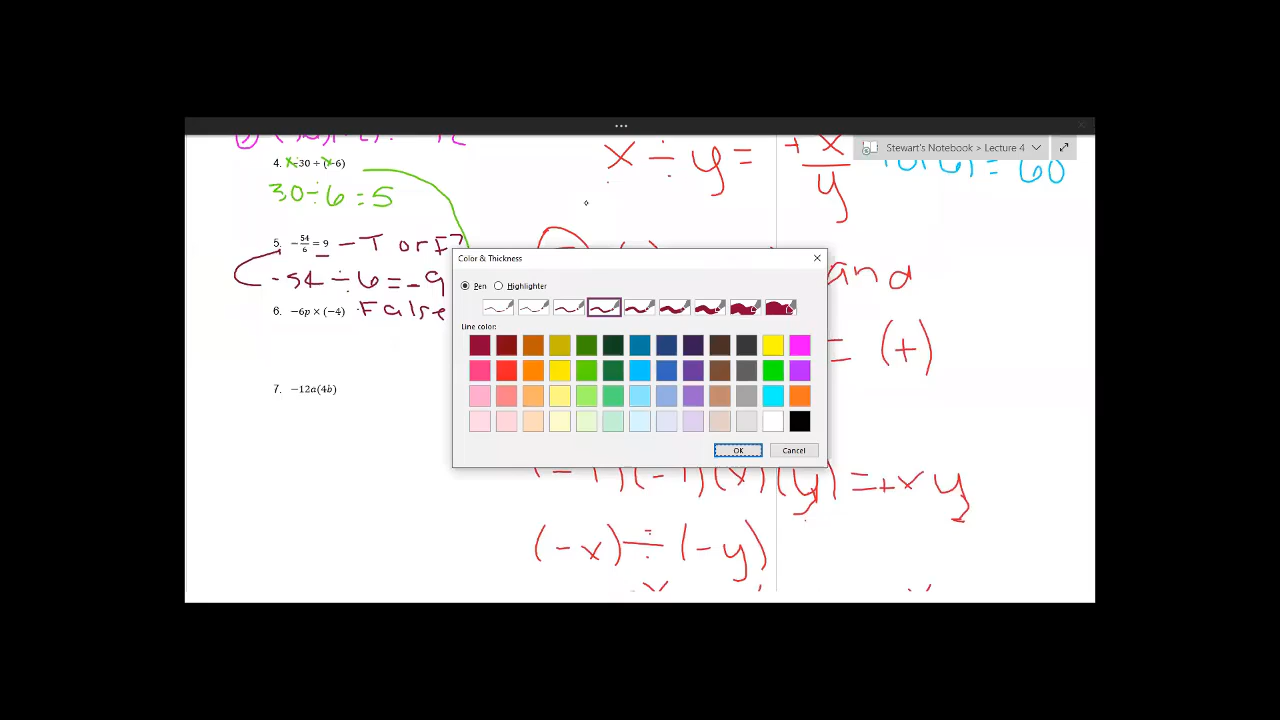 Stewart's Notebook > Lecture 4
4. -30 ÷ (-6)
30 ÷ 6 = 5
5. -54/6 = 9 - T or F?
-54 ÷ 6 = -9
6. −6p × (−4) False
7. −12a(4b)
x ÷ y = + x/y
= 60
and
= (+)
(-1)(-1)(x)(y) = +xy
(-x) ÷ (-y)
Color & Thickness
Pen Highlighter
Line color:
OK Cancel